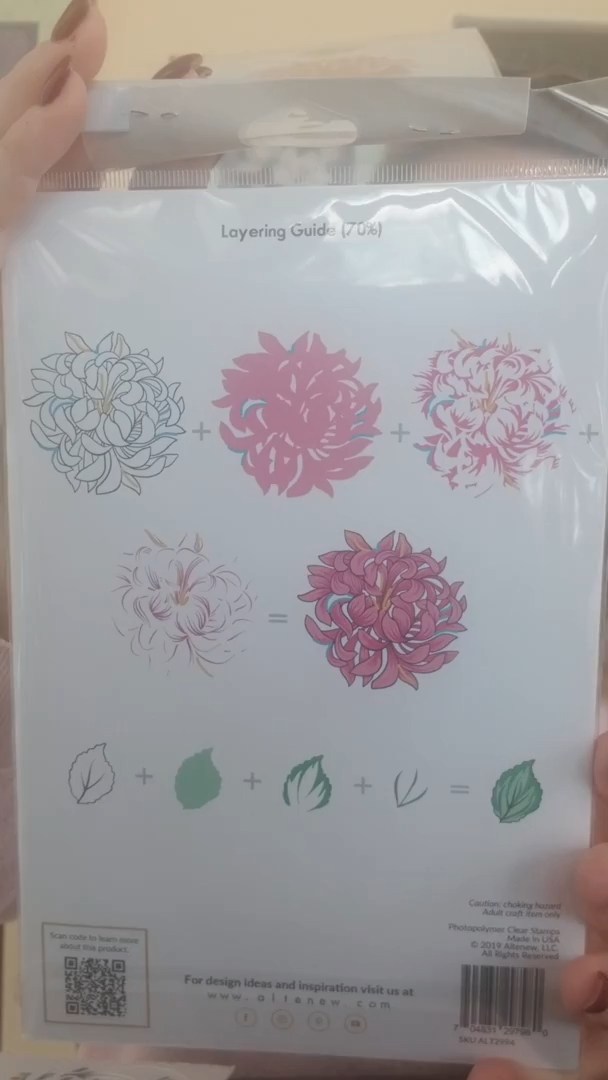 Layering Guide (70%)
+ + +
=
+ + + =
Caution: choking hazard
Adult craft item only
Photopolymer Clear Stamps
Made in USA
© 2019 Altenew, LLC.
All Rights Reserved
Scan code to learn more
about this product.
For design ideas and inspiration visit us at
www.altenew.com
SKU:ALT2994